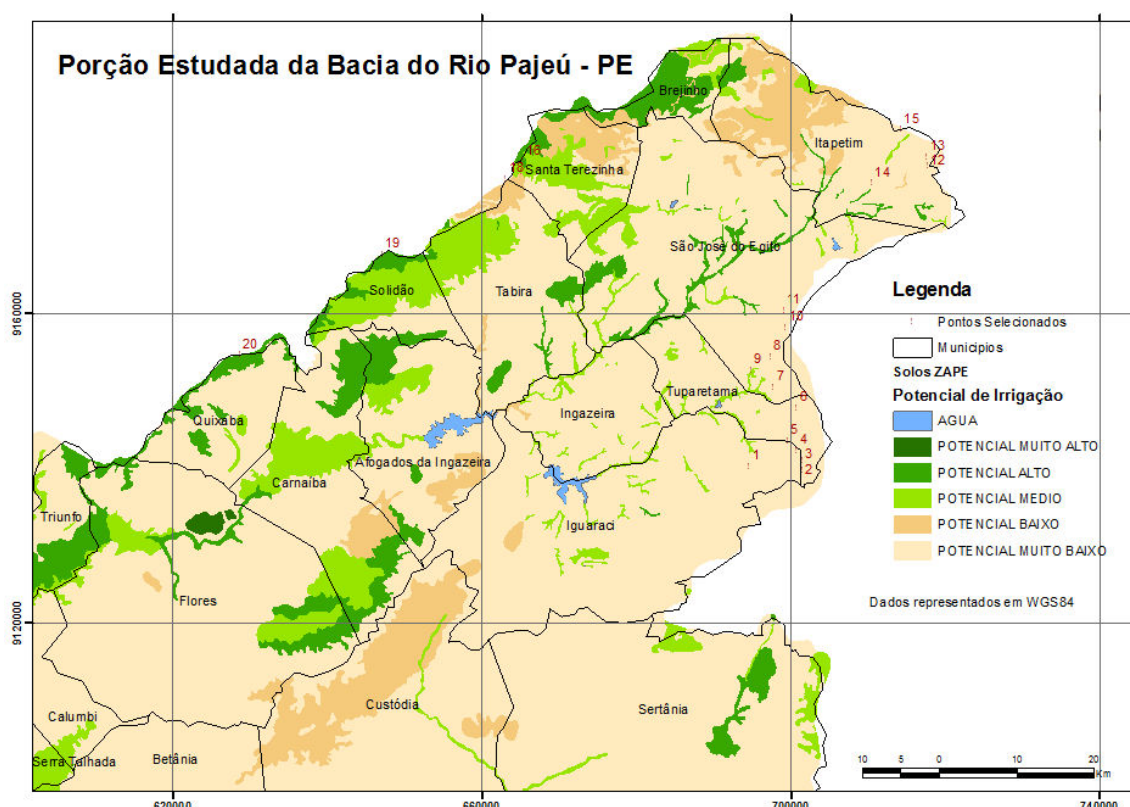 Porção Estudada da Bacia do Rio Pajeú - PE
Brejinho
15
Itapetim
13
12
16
18
Santa Terezinha
14
19
São José do Egito
Solidão
Tabira
Legenda
11
Pontos Selecionados
9160000
10
20
Municípios
8
9
Solos ZAPE
7
Tuparetama
Potencial de Irrigação
6
Ingazeira
AGUA
Quixaba
5
4
POTENCIAL MUITO ALTO
3
Afogados da Ingazeira
1
2
POTENCIAL ALTO
Carnaíba
POTENCIAL MEDIO
Triunfo
Iguaraci
POTENCIAL BAIXO
POTENCIAL MUITO BAIXO
Flores
Dados representados em WGS84
9120000
Custódia
Sertânia
Calumbi
Betânia
Serra Talhada
10 5 0 10 20
Km
660000
700000
740000